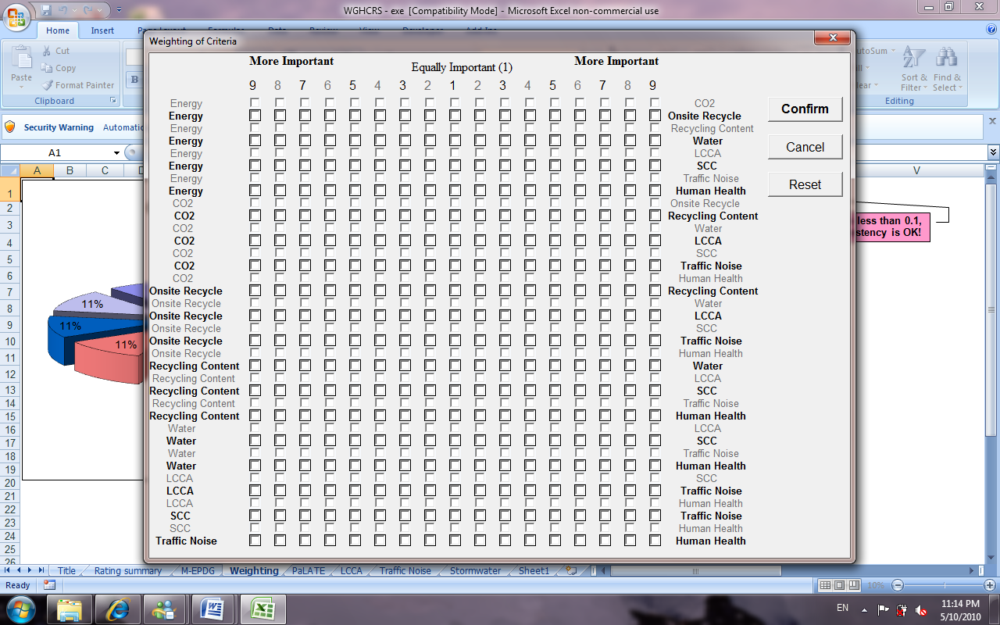 WGHCRS - exe [Compatibility Mode] - Microsoft Excel non-commercial use
Home Insert
Weighting of Criteria
Paste Cut Copy Format Painter
Clipboard
B
Sort & Filter Find & Select
Editing
Security Warning
A1
A B C V
1
2
3
4
5
6
7
8
9
10
11
12
13
14
15
16
17
18
19
20
21
22
23
24
25
26
11%
11%
11%
less than 0.1,
stency is OK!
More Important Equally Important (1) More Important
9 8 7 6 5 4 3 2 1 2 3 4 5 6 7 8 9
Energy CO2
Energy Onsite Recycle
Energy Recycling Content
Energy Water
Energy LCCA
Energy SCC
Energy Traffic Noise
Energy Human Health
CO2 Onsite Recycle
CO2 Recycling Content
CO2 Water
CO2 LCCA
CO2 SCC
CO2 Traffic Noise
CO2 Human Health
Onsite Recycle Recycling Content
Onsite Recycle Water
Onsite Recycle LCCA
Onsite Recycle SCC
Onsite Recycle Traffic Noise
Onsite Recycle Human Health
Recycling Content Water
Recycling Content LCCA
Recycling Content SCC
Recycling Content Traffic Noise
Recycling Content Human Health
Water LCCA
Water SCC
Water Traffic Noise
Water Human Health
LCCA SCC
LCCA Traffic Noise
LCCA Human Health
SCC Traffic Noise
SCC Human Health
Traffic Noise Human Health
Confirm
Cancel
Reset
Title Rating summary M-EPDG Weighting PaLATE LCCA Traffic Noise Stormwater Sheet1
Ready 10%
EN 11:14 PM
5/10/2010